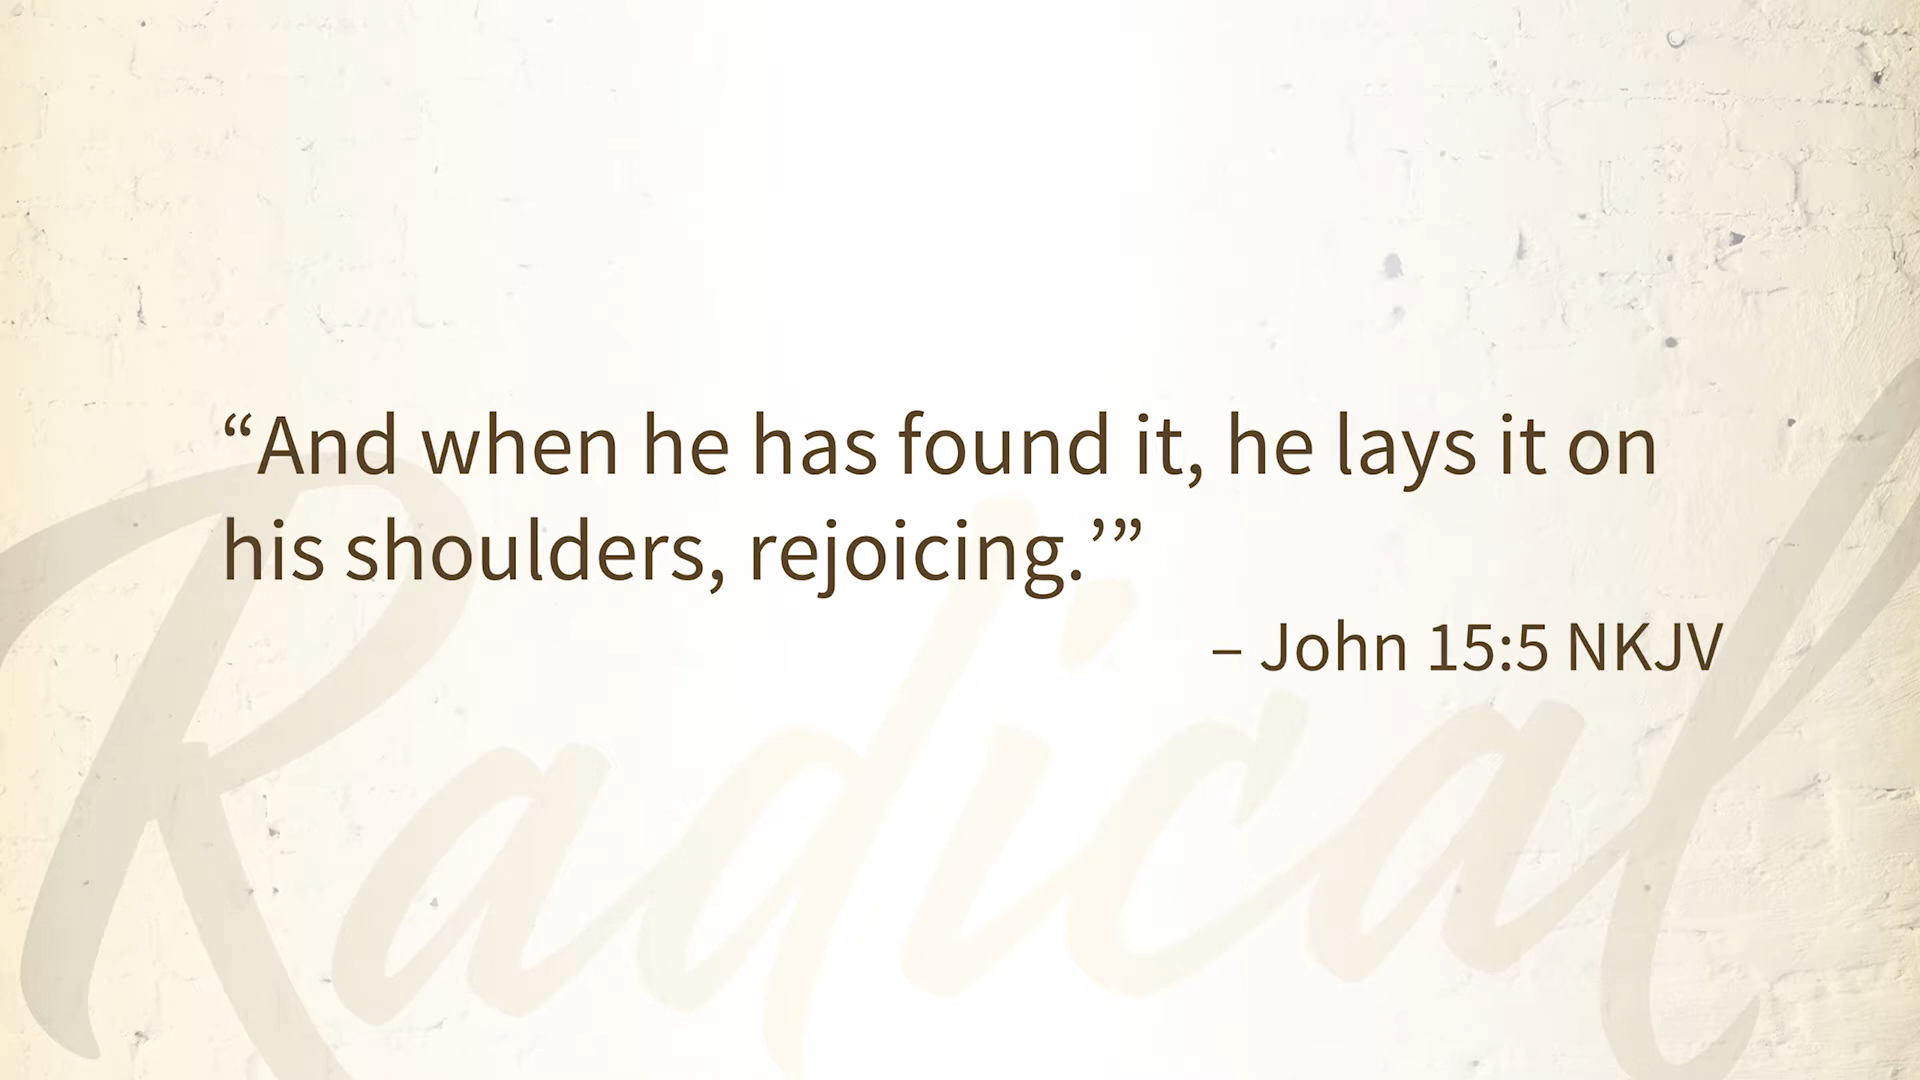 “And when he has found it, he lays it on
his shoulders, rejoicing.’”
– John 15:5 NKJV
Radical